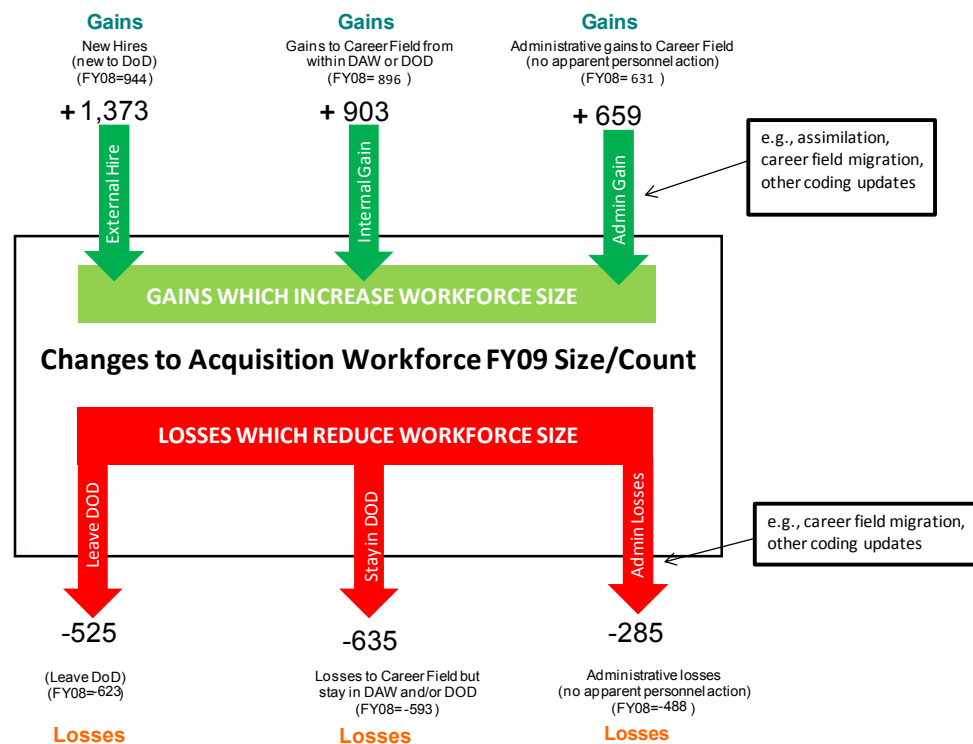 Gains
New Hires
(new to DoD)
(FY08=944)
+ 1,373
External Hire
Gains
Gains to Career Field from
within DAW or DOD
(FY08= 896 )
+ 903
Internal Gain
Gains
Administrative gains to Career Field
(no apparent personnel action)
(FY08= 631 )
+ 659
Admin Gain
e.g., assimilation,
career field migration,
other coding updates
GAINS WHICH INCREASE WORKFORCE SIZE
Changes to Acquisition Workforce FY09 Size/Count
LOSSES WHICH REDUCE WORKFORCE SIZE
Leave DOD
-525
(Leave DoD)
(FY08=-623)
Losses
Stay in DOD
-635
Losses to Career Field but
stay in DAW and/or DOD
(FY08=-593)
Losses
Admin Losses
-285
Administrative losses
(no apparent personnel action)
(FY08=-488 )
Losses
e.g., career field migration,
other coding updates